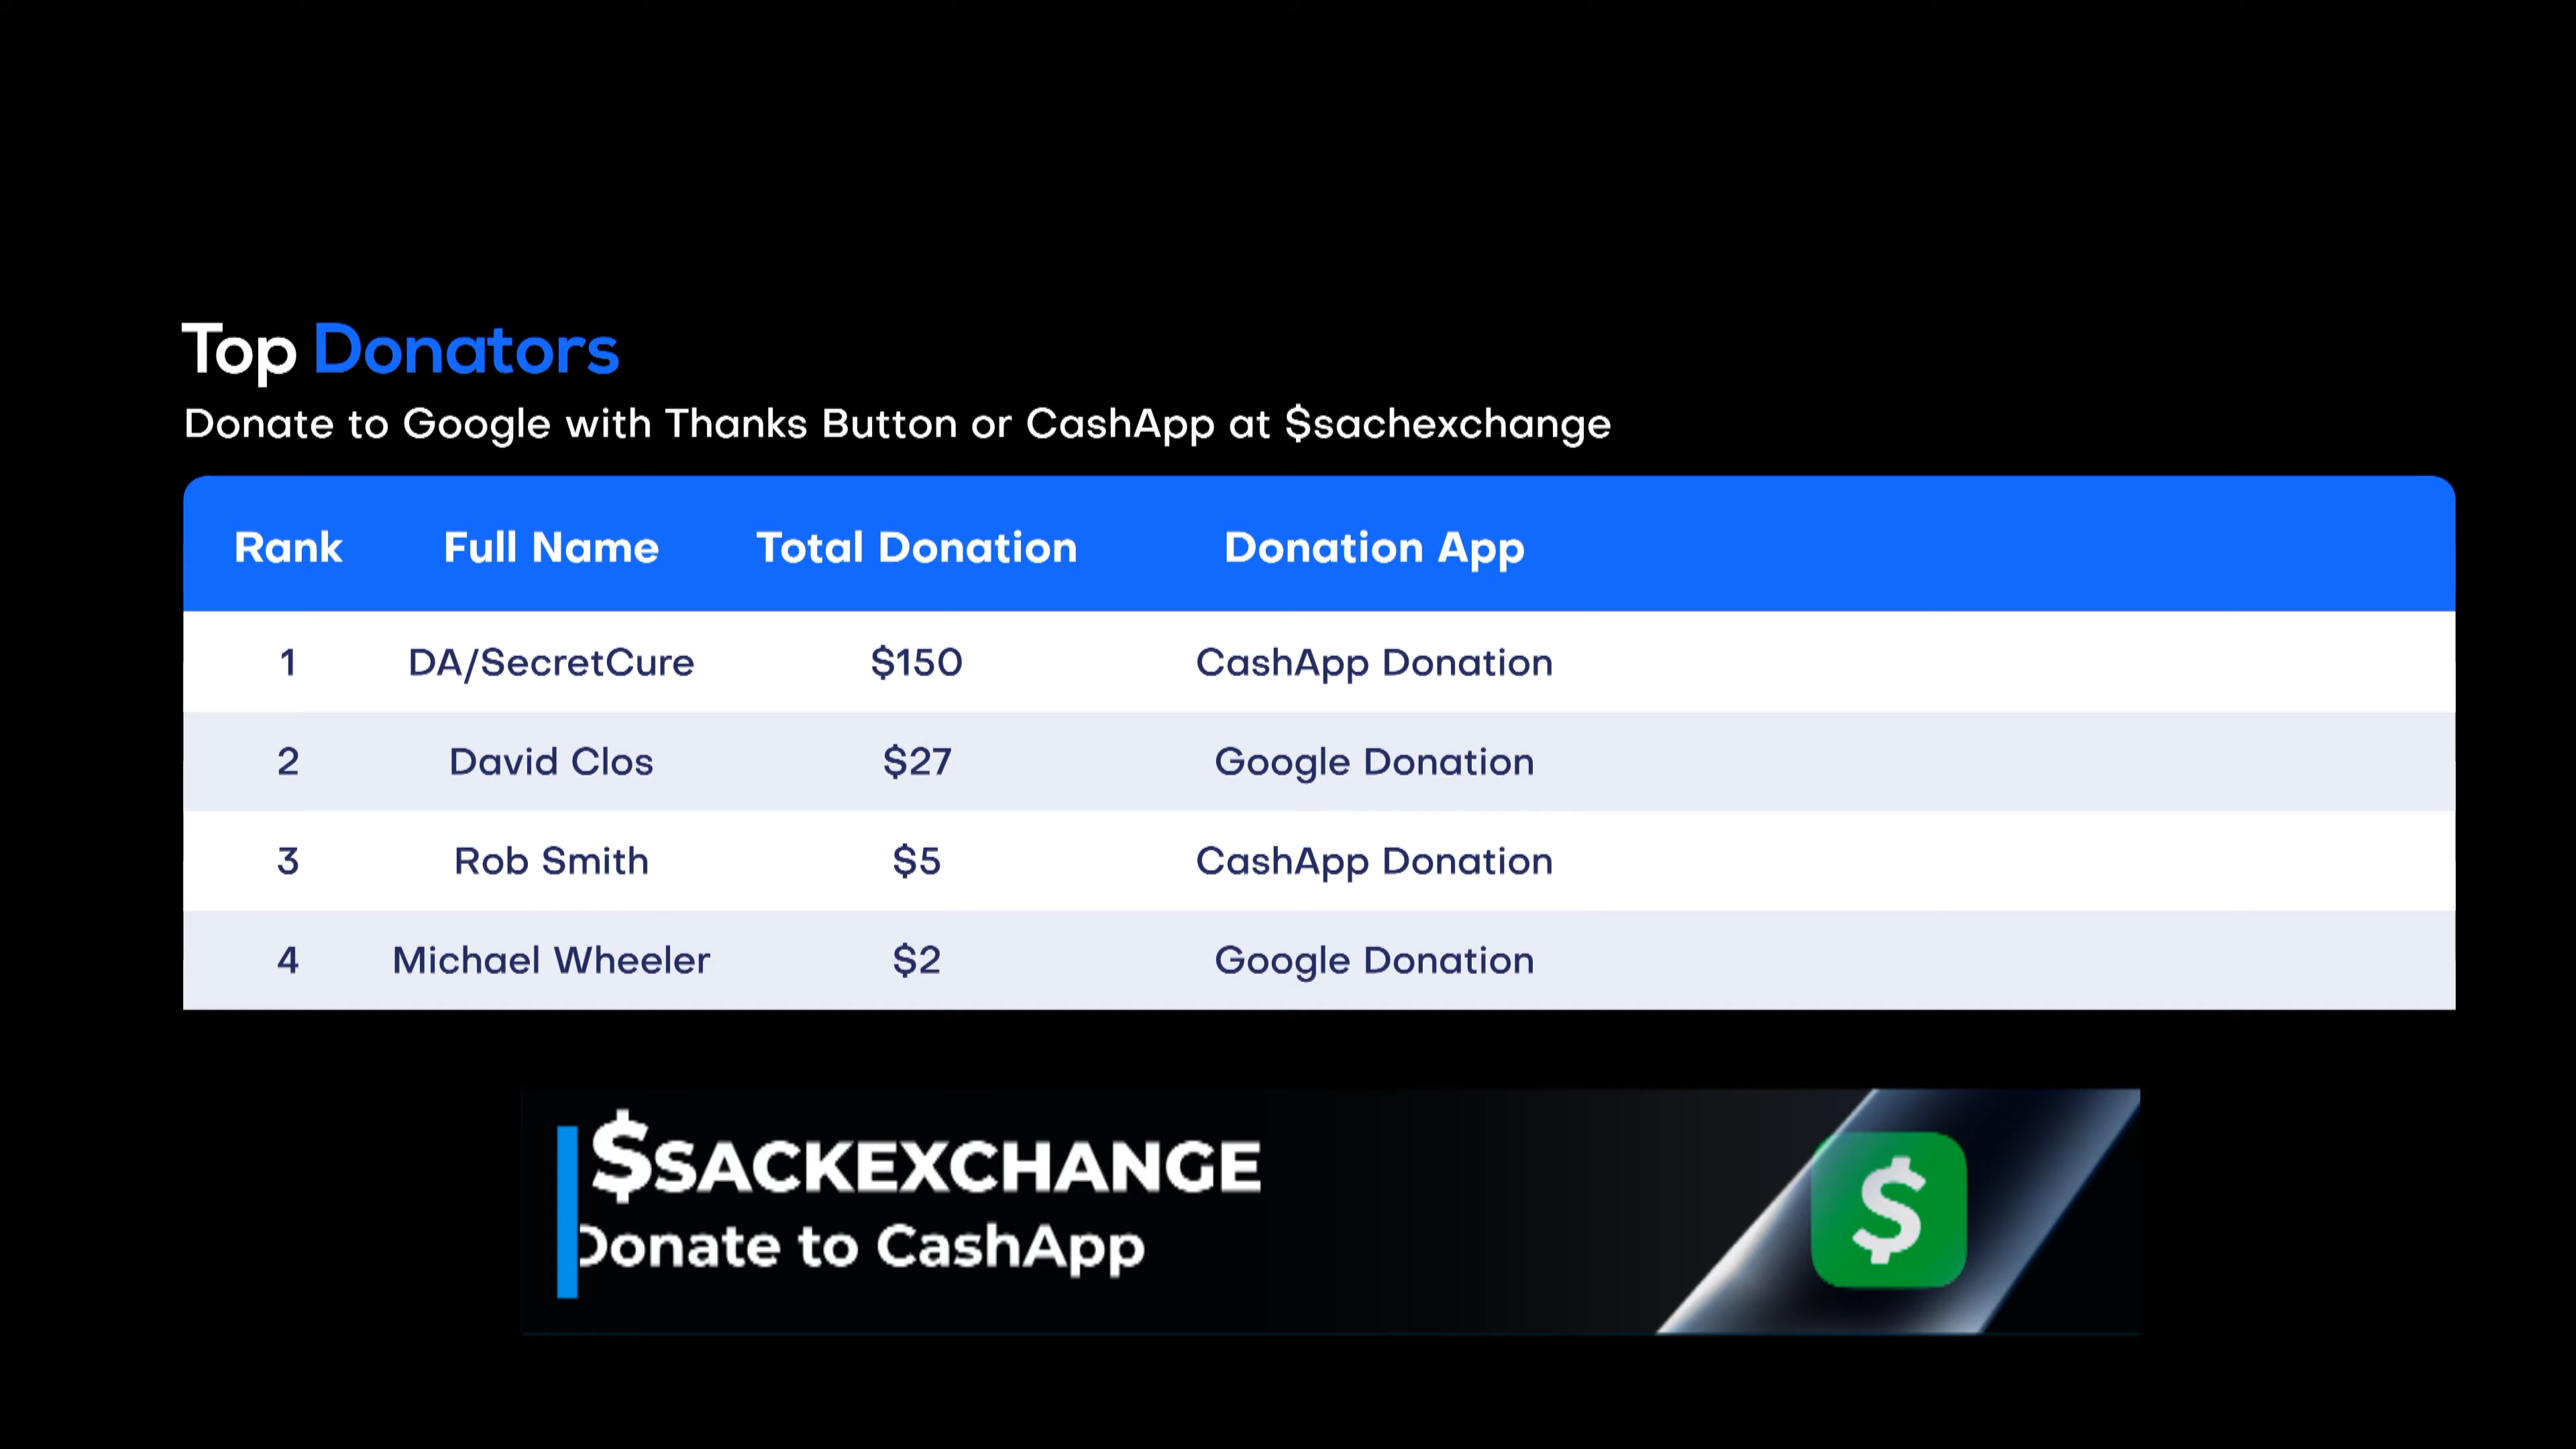 Top Donators
Donate to Google with Thanks Button or CashApp at $sachexchange
Rank Full Name Total Donation Donation App
1 DA/SecretCure $150 CashApp Donation
2 David Clos $27 Google Donation
3 Rob Smith $5 CashApp Donation
4 Michael Wheeler $2 Google Donation
$SACKEXCHANGE
Donate to CashApp
$